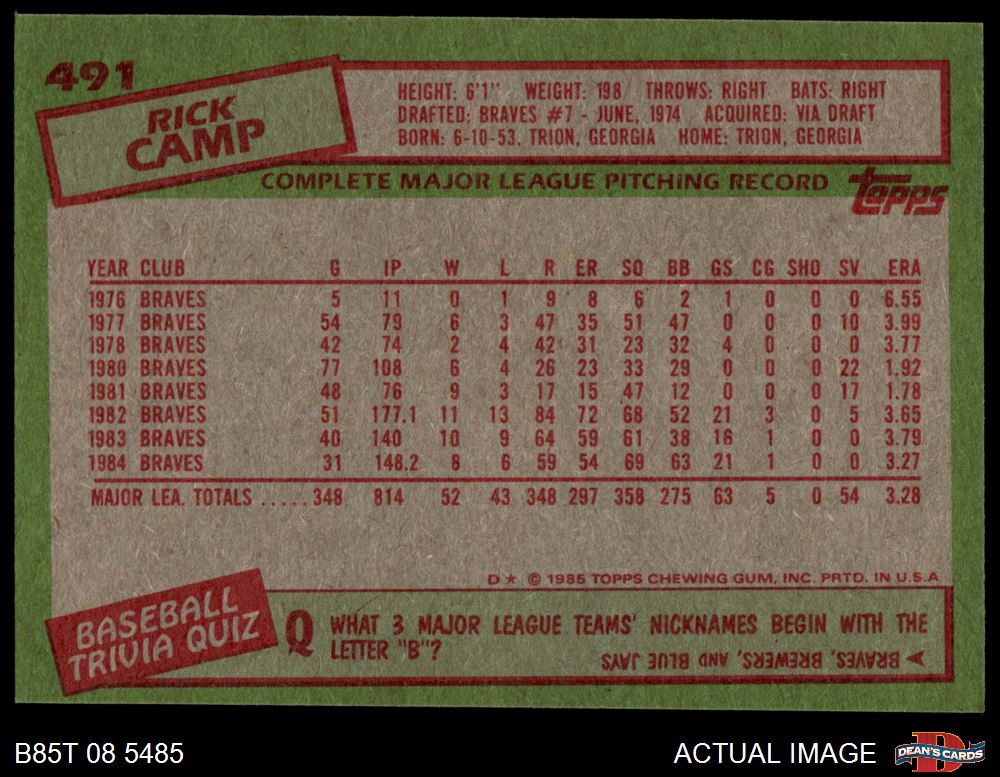 491
RICK
CAMP
HEIGHT: 6'1" WEIGHT: 198 THROWS: RIGHT BATS: RIGHT
DRAFTED: BRAVES #7 - JUNE, 1974 ACQUIRED: VIA DRAFT
BORN: 6-10-53, TRION, GEORGIA HOME: TRION, GEORGIA
COMPLETE MAJOR LEAGUE PITCHING RECORD
topps
YEAR CLUB G IP W L R ER SO BB GS CG SHO SV ERA
1976 BRAVES 5 11 0 1 9 8 6 2 1 0 0 0 6.55
1977 BRAVES 54 79 6 3 47 35 51 47 0 0 0 10 3.99
1978 BRAVES 42 74 2 4 42 31 23 32 4 0 0 0 3.77
1980 BRAVES 77 108 6 4 26 23 33 29 0 0 0 22 1.92
1981 BRAVES 48 76 9 3 17 15 47 12 0 0 0 17 1.78
1982 BRAVES 51 177.1 11 13 84 72 68 52 21 3 0 5 3.65
1983 BRAVES 40 140 10 9 64 59 61 38 16 1 0 0 3.79
1984 BRAVES 31 148.2 8 6 59 54 69 63 21 1 0 0 3.27
MAJOR LEA. TOTALS ..... 348 814 52 43 348 297 358 275 63 5 0 54 3.28
D★ © 1985 TOPPS CHEWING GUM, INC. PRTD. IN U.S.A
BASEBALL
TRIVIA QUIZ
Q WHAT 3 MAJOR LEAGUE TEAMS' NICKNAMES BEGIN WITH THE
LETTER "B"?
➤ BRAVES, BREWERS, AND BLUE JAYS
B85T 08 5485
ACTUAL IMAGE
D
DEAN'S CARDS